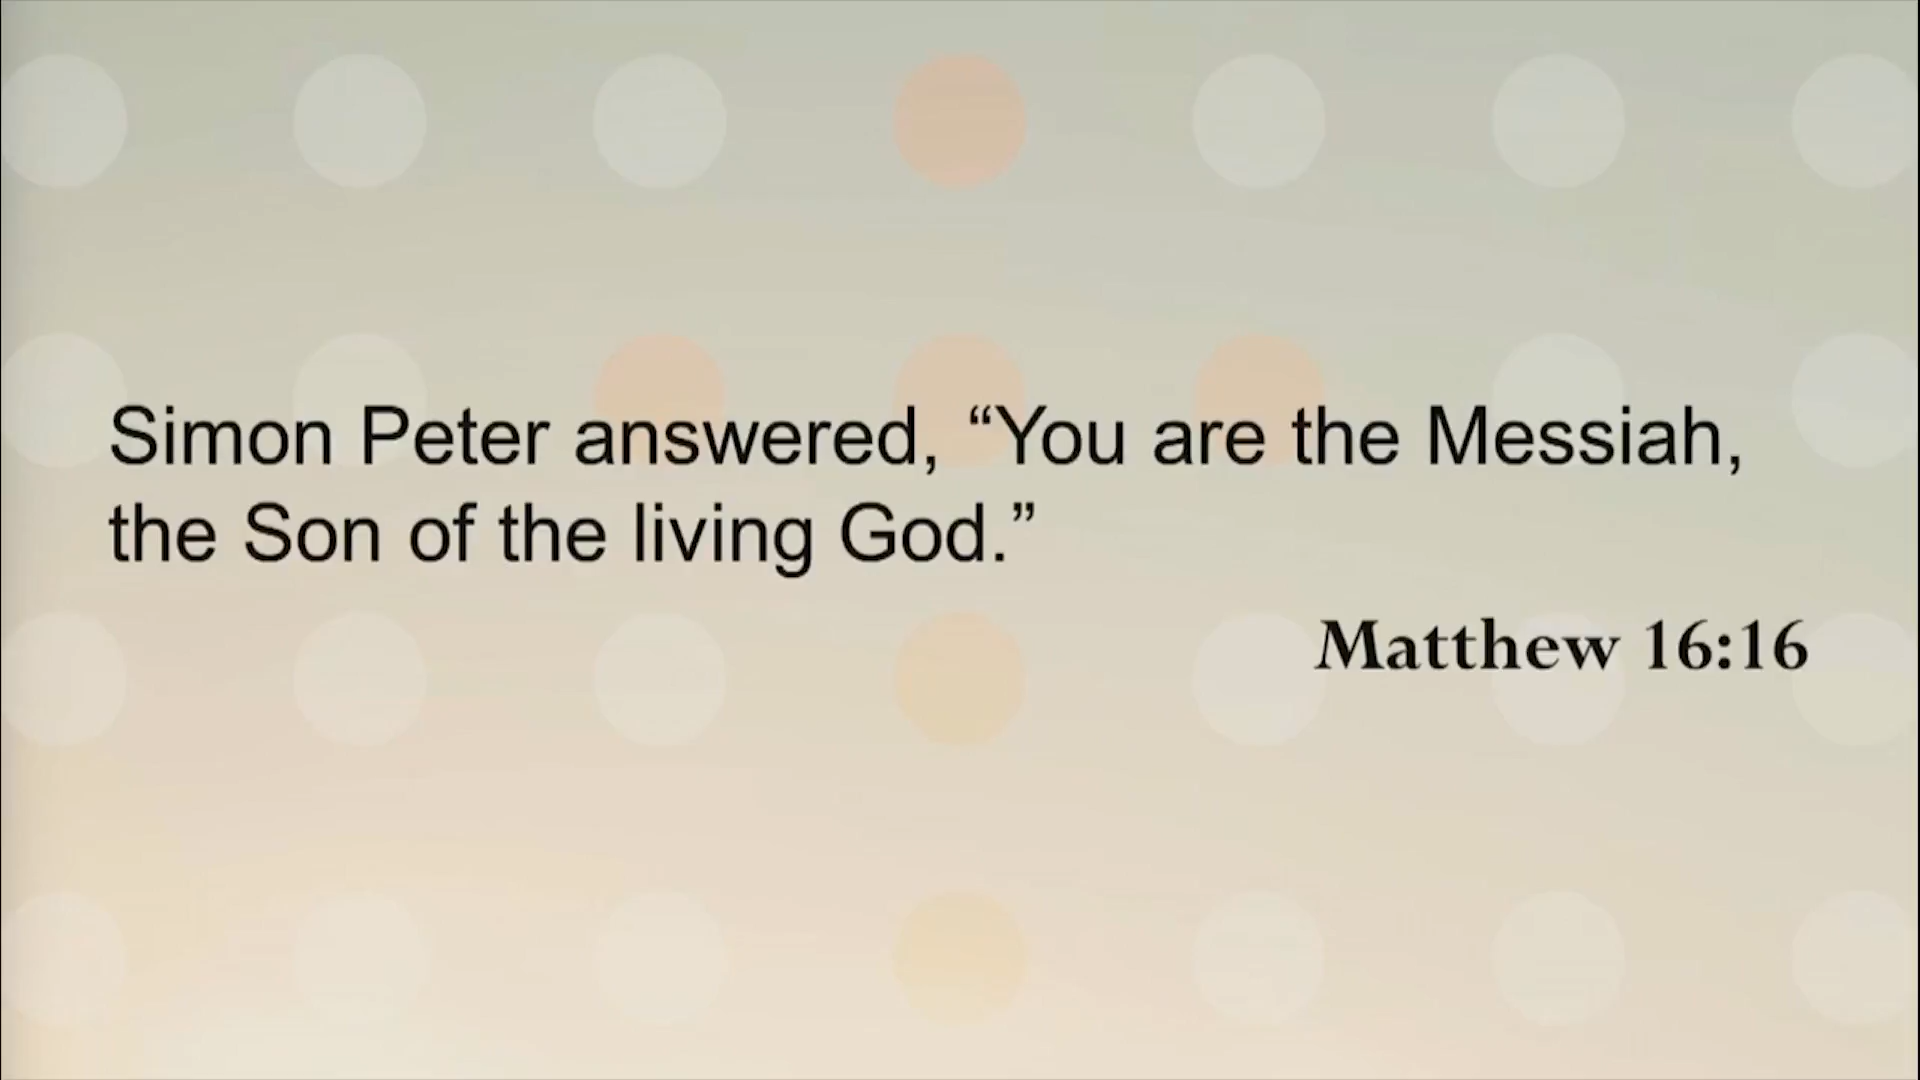 Simon Peter answered, “You are the Messiah,
the Son of the living God.”
Matthew 16:16